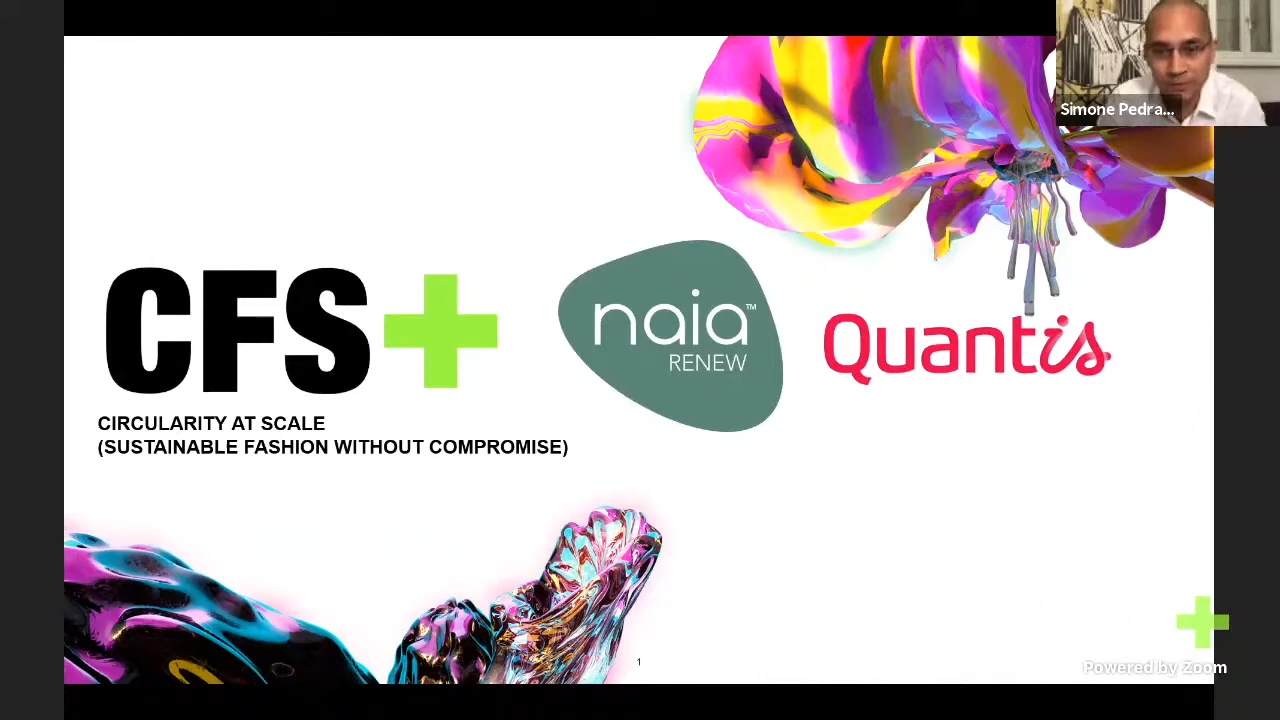 Simone Pedra...
CFS+
naia™
RENEW
Quantis
CIRCULARITY AT SCALE
(SUSTAINABLE FASHION WITHOUT COMPROMISE)
1
Powered by Zoom